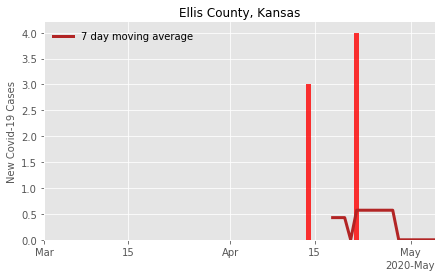 Ellis County, Kansas
7 day moving average
New Covid-19 Cases
4.0
3.5
3.0
2.5
2.0
1.5
1.0
0.5
0.0
Mar 15 Apr 15 May
2020-May